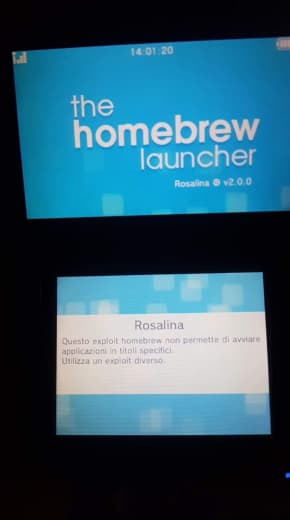 14:01:20
the
homebrew
launcher
Rosalina @ v2.0.0
Rosalina
Questo exploit homebrew non permette di avviare
applicazioni in titoli specifici.
Utilizza un exploit diverso.